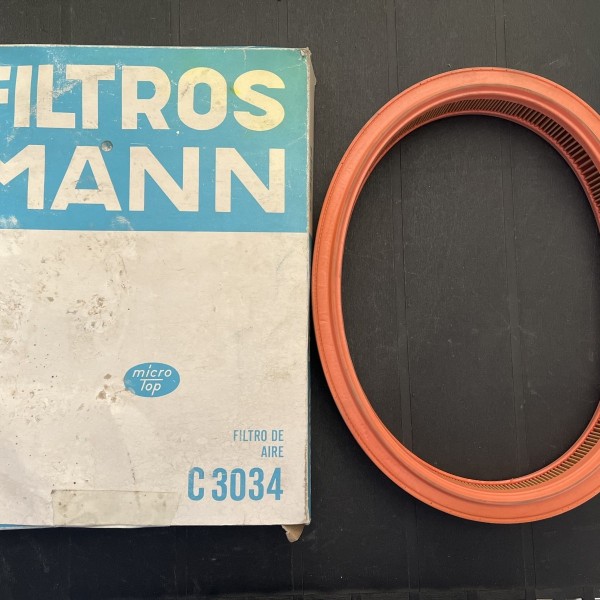 FILTROS
MANN
micro
Top
FILTRO DE
AIRE
C 3034